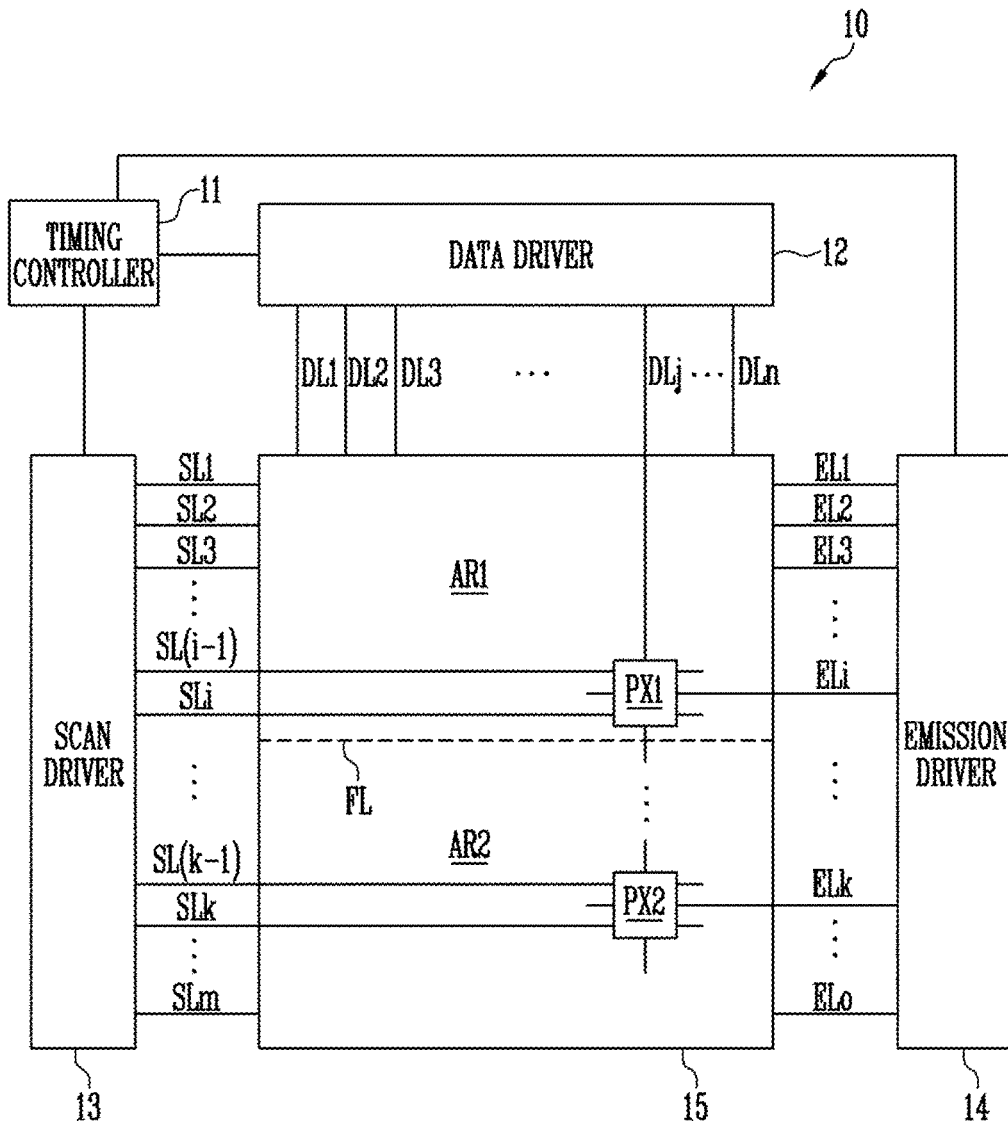 10
11
TIMING
CONTROLLER
DATA DRIVER
12
DL1 DL2 DL3 ... DLj ... DLn
SL1
EL1
SL2
EL2
SL3
EL3
AR1
SL(i-1)
PX1
ELi
SLi
SCAN
DRIVER
EMISSION
DRIVER
FL
AR2
SL(k-1)
ELk
PX2
SLk
SLm
ELo
13
15
14